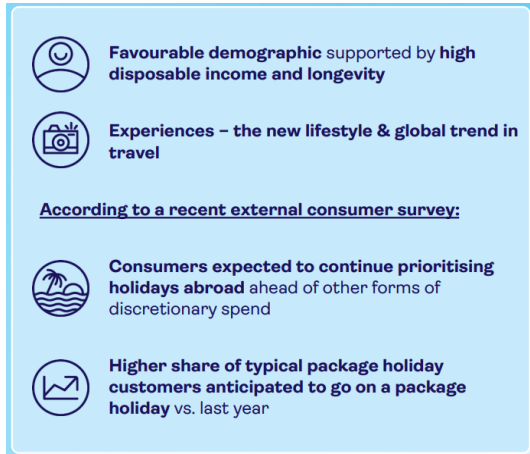 Favourable demographic supported by high
disposable income and longevity
Experiences – the new lifestyle & global trend in
travel
According to a recent external consumer survey:
Consumers expected to continue prioritising
holidays abroad ahead of other forms of
discretionary spend
Higher share of typical package holiday
customers anticipated to go on a package
holiday vs. last year